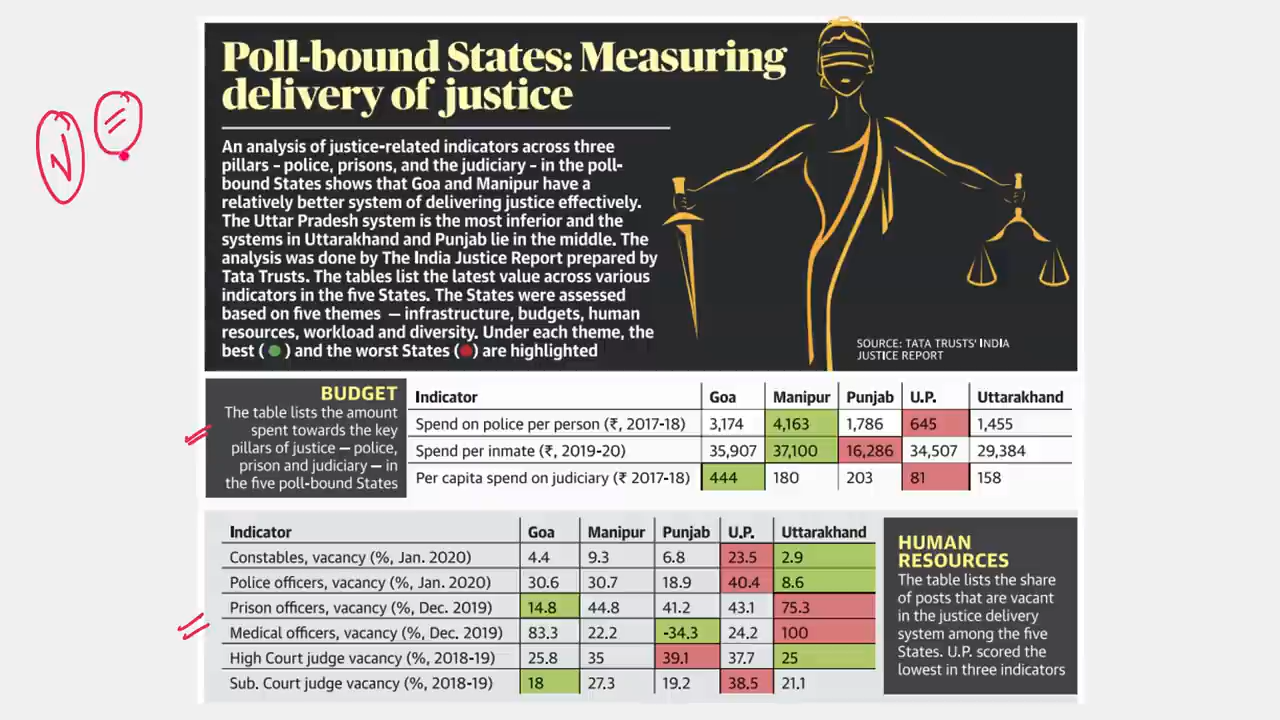 Poll-bound States: Measuring
delivery of justice
An analysis of justice-related indicators across three
pillars – police, prisons, and the judiciary – in the poll-
bound States shows that Goa and Manipur have a
relatively better system of delivering justice effectively.
The Uttar Pradesh system is the most inferior and the
systems in Uttarakhand and Punjab lie in the middle. The
analysis was done by The India Justice Report prepared by
Tata Trusts. The tables list the latest value across various
indicators in the five States. The States were assessed
based on five themes — infrastructure, budgets, human
resources, workload and diversity. Under each theme, the
best ( ) and the worst States ( ) are highlighted
SOURCE: TATA TRUSTS' INDIA
JUSTICE REPORT
BUDGET
The table lists the amount
spent towards the key
pillars of justice — police,
prison and judiciary — in
the five poll-bound States
Indicator Goa Manipur Punjab U.P. Uttarakhand
Spend on police per person (₹, 2017-18) 3,174 4,163 1,786 645 1,455
Spend per inmate (₹, 2019-20) 35,907 37,100 16,286 34,507 29,384
Per capita spend on judiciary (₹ 2017-18) 444 180 203 81 158
Indicator Goa Manipur Punjab U.P. Uttarakhand
Constables, vacancy (%, Jan. 2020) 4.4 9.3 6.8 23.5 2.9
Police officers, vacancy (%, Jan. 2020) 30.6 30.7 18.9 40.4 8.6
Prison officers, vacancy (%, Dec. 2019) 14.8 44.8 41.2 43.1 75.3
Medical officers, vacancy (%, Dec. 2019) 83.3 22.2 -34.3 24.2 100
High Court judge vacancy (%, 2018-19) 25.8 35 39.1 37.7 25
Sub. Court judge vacancy (%, 2018-19) 18 27.3 19.2 38.5 21.1
HUMAN
RESOURCES
The table lists the share
of posts that are vacant
in the justice delivery
system among the five
States. U.P. scored the
lowest in three indicators